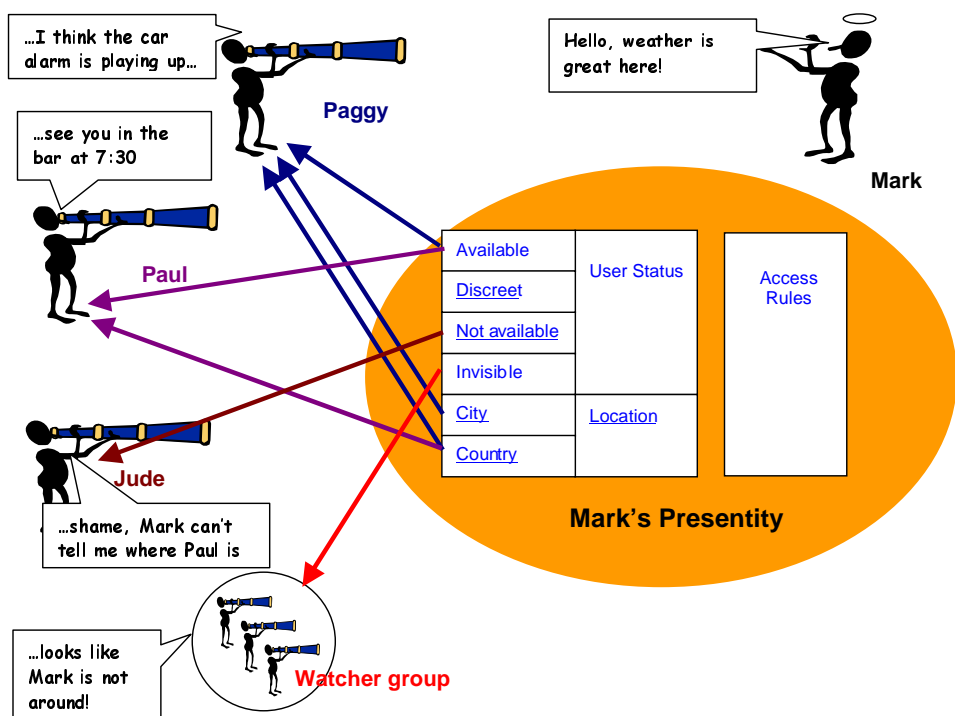 …I think the car
alarm is playing up…
Hello, weather is
great here!
Paggy
…see you in the
bar at 7:30
Mark
Paul
Available
User Status
Access
Rules
Discreet
Not available
Invisible
City
Location
Country
Jude
Mark's Presentity
…shame, Mark can't
tell me where Paul is
…looks like
Mark is not
around!
Watcher group